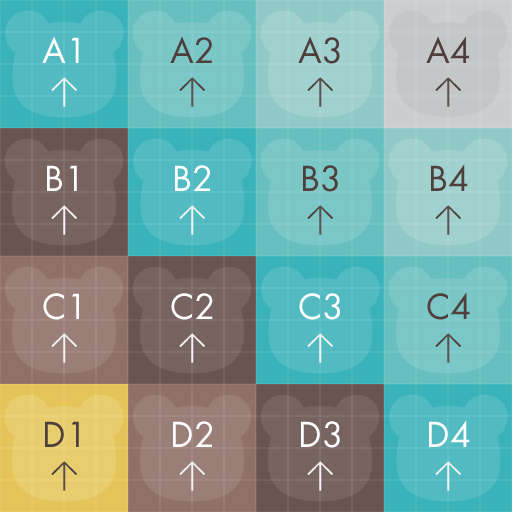 A1 A2 A3 A4
↑ ↑ ↑ ↑
B1 B2 B3 B4
↑ ↑ ↑ ↑
C1 C2 C3 C4
↑ ↑ ↑ ↑
D1 D2 D3 D4
↑ ↑ ↑ ↑